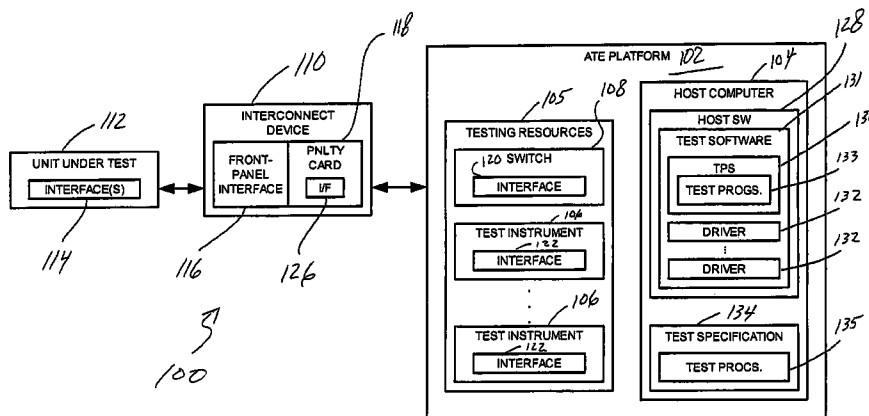 118
128
110
ATE PLATFORM 102
104
105
108
HOST COMPUTER
131
112
INTERCONNECT
DEVICE
TESTING RESOURCES
HOST SW
TEST SOFTWARE
UNIT UNDER TEST
INTERFACE(S)
FRONT-
PANEL
INTERFACE
PNLTY
CARD
I/F
120 SWITCH
INTERFACE
TPS
TEST PROGS.
133
114
116
126
106
TEST INSTRUMENT
122
INTERFACE
DRIVER
132
DRIVER
132
100
106
TEST INSTRUMENT
122
INTERFACE
134
TEST SPECIFICATION
TEST PROCS.
135